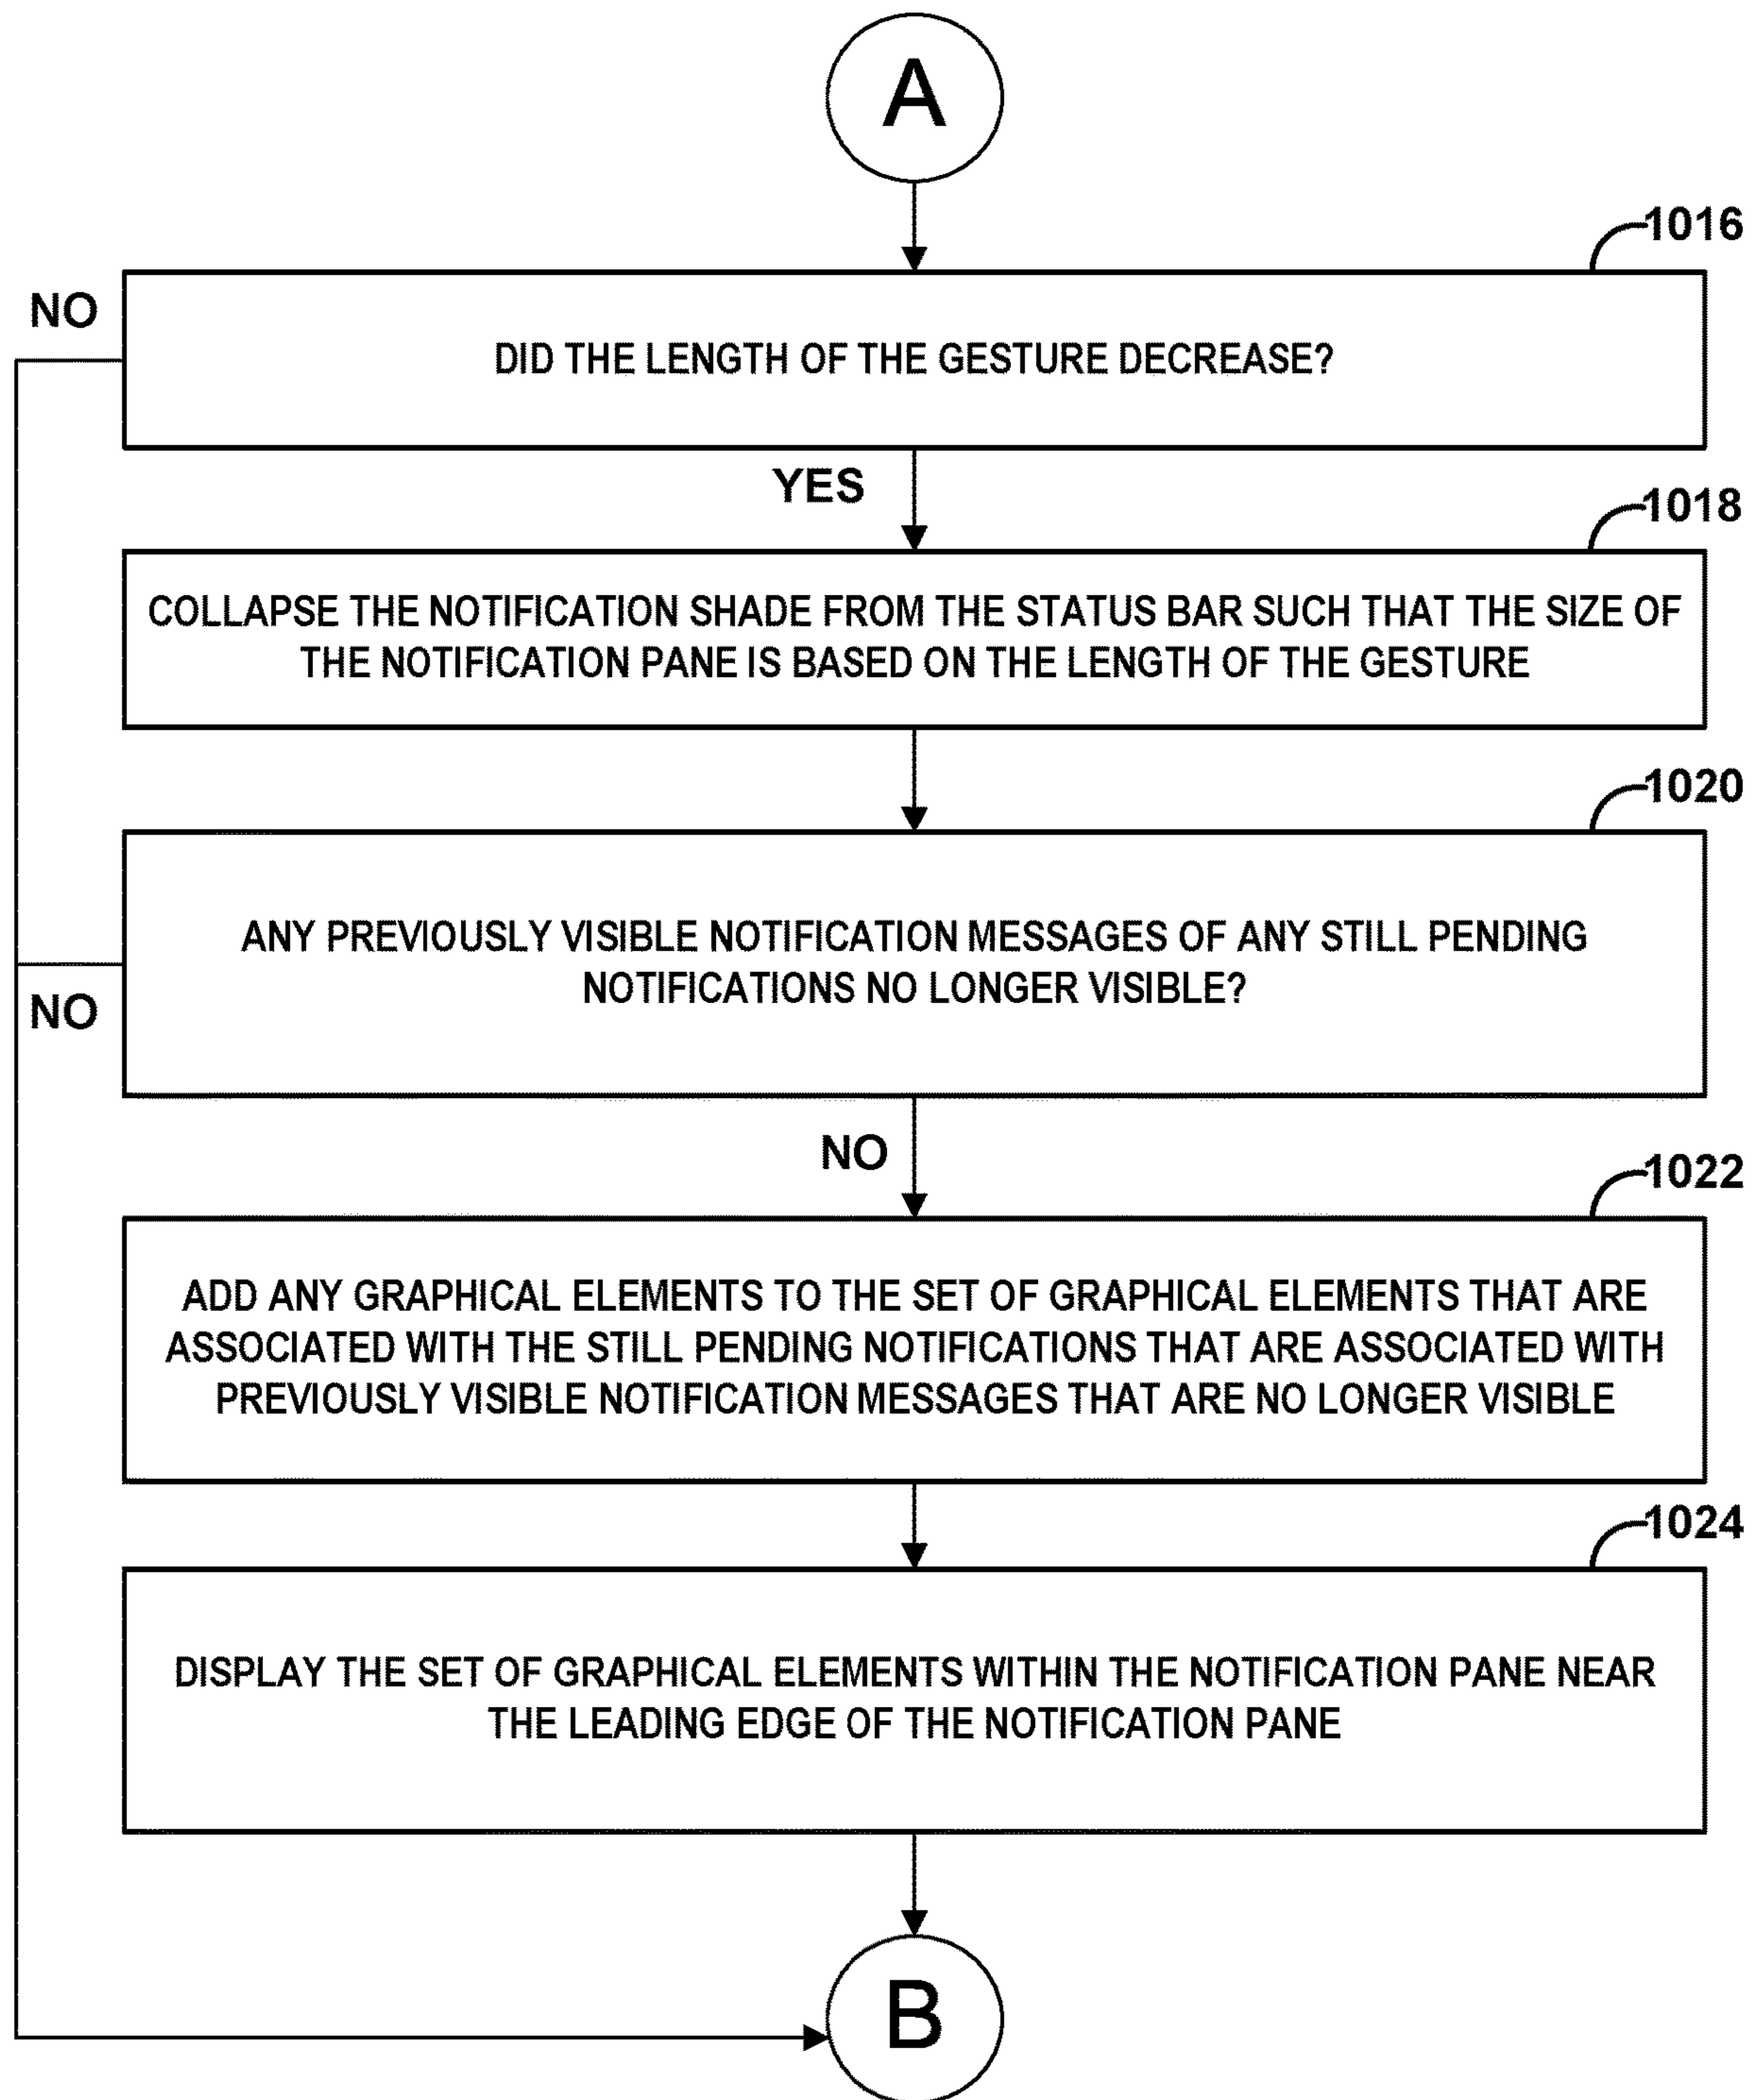 A
1016
NO
DID THE LENGTH OF THE GESTURE DECREASE?
YES
1018
COLLAPSE THE NOTIFICATION SHADE FROM THE STATUS BAR SUCH THAT THE SIZE OF
THE NOTIFICATION PANE IS BASED ON THE LENGTH OF THE GESTURE
1020
ANY PREVIOUSLY VISIBLE NOTIFICATION MESSAGES OF ANY STILL PENDING
NOTIFICATIONS NO LONGER VISIBLE?
NO
NO
1022
ADD ANY GRAPHICAL ELEMENTS TO THE SET OF GRAPHICAL ELEMENTS THAT ARE
ASSOCIATED WITH THE STILL PENDING NOTIFICATIONS THAT ARE ASSOCIATED WITH
PREVIOUSLY VISIBLE NOTIFICATION MESSAGES THAT ARE NO LONGER VISIBLE
1024
DISPLAY THE SET OF GRAPHICAL ELEMENTS WITHIN THE NOTIFICATION PANE NEAR
THE LEADING EDGE OF THE NOTIFICATION PANE
B